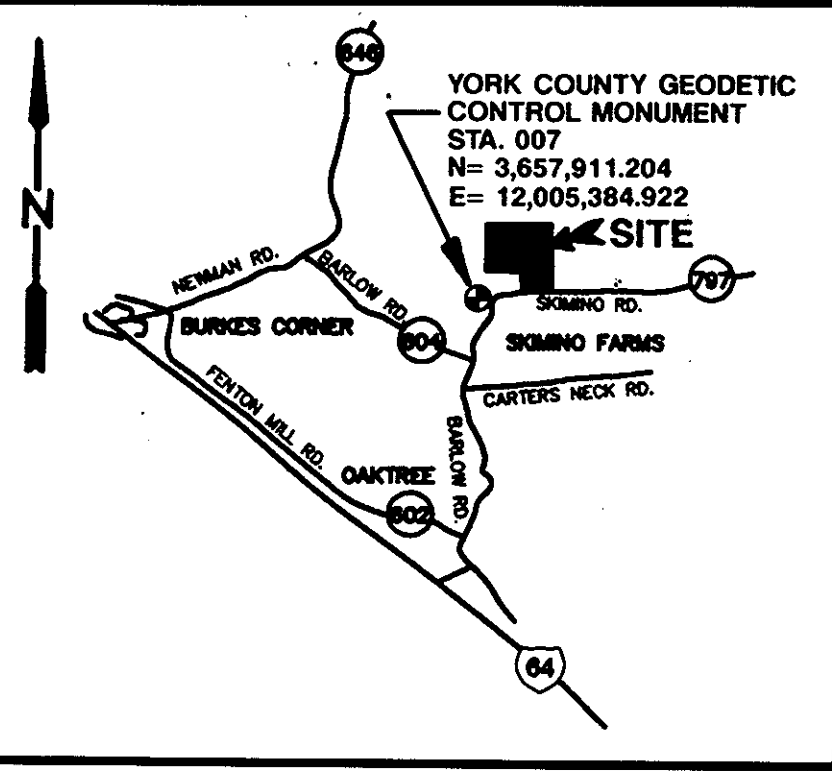 646
YORK COUNTY GEODETIC
CONTROL MONUMENT
STA. 007
N= 3,657,911.204
E= 12,005,384.922
N
SITE
NEWMAN RD.
BARLOW RD.
797
SKIMINO RD.
BURKES CORNER
604
SKIMINO FARMS
FENTON MILL RD.
CARTERS NECK RD.
BARLOW RD.
OAKTREE
602
64